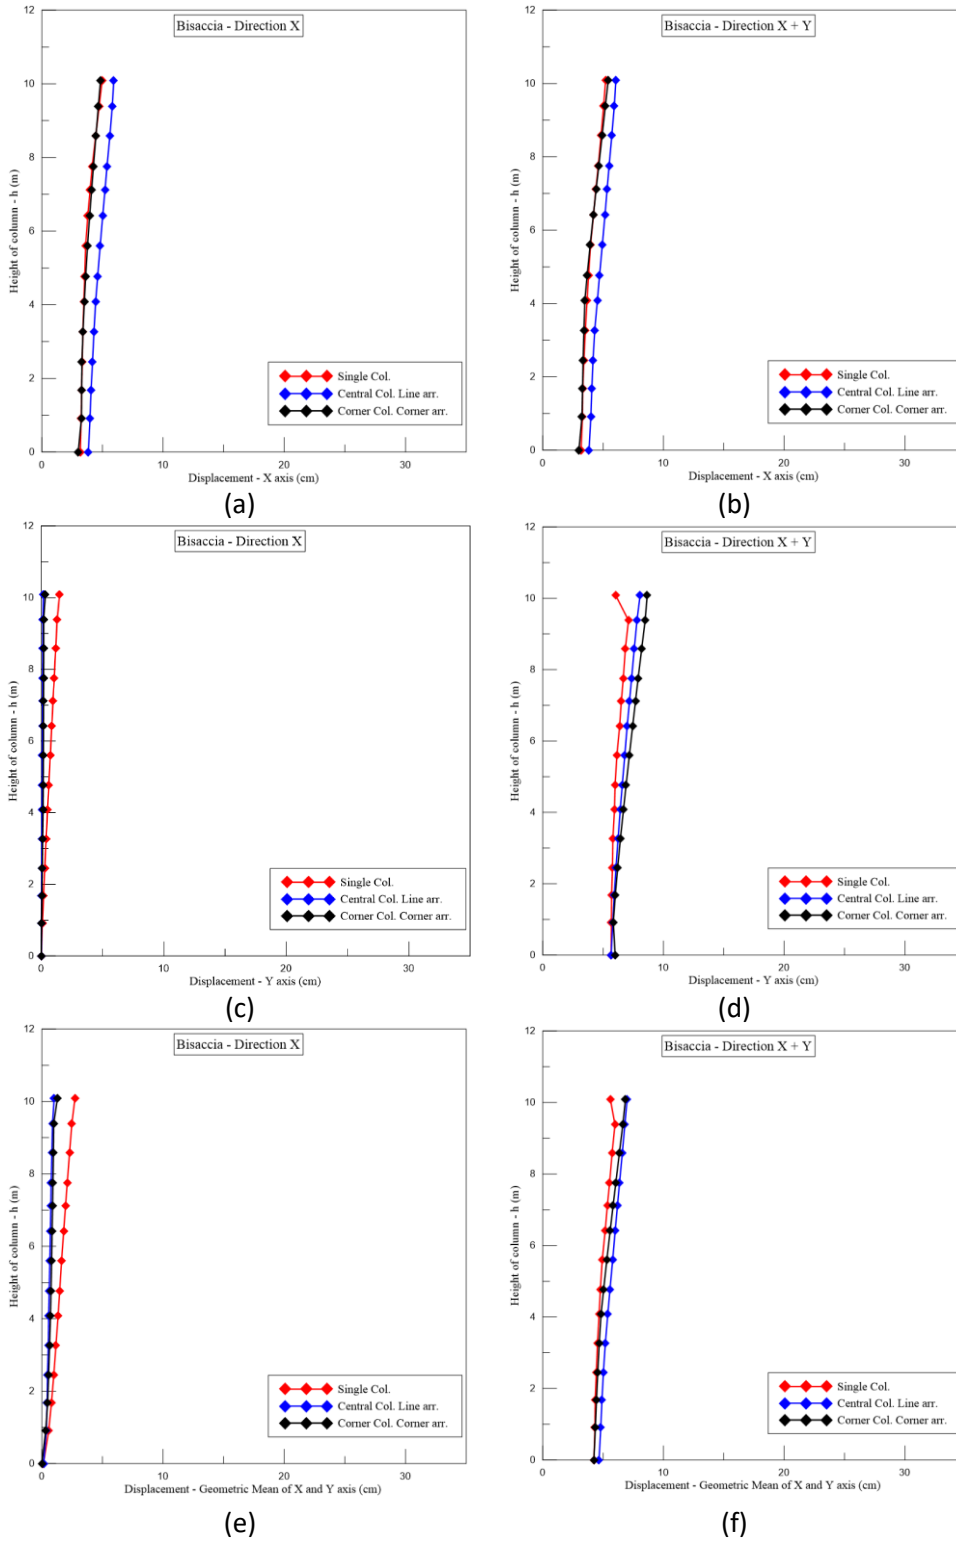 Bisaccia - Direction X
12
10
8
6
4
2
0
Height of column - h (m)
Single Col.
Central Col. Line arr.
Corner Col. Corner arr.
0 10 20 30
Displacement - X axis (cm)
(a)
Bisaccia - Direction X + Y
12
10
8
6
4
2
0
Height of column - h (m)
Single Col.
Central Col. Line arr.
Corner Col. Corner arr.
0 10 20 30
Displacement - X axis (cm)
(b)
Bisaccia - Direction X
12
10
8
6
4
2
0
Height of column - h (m)
Single Col.
Central Col. Line arr.
Corner Col. Corner arr.
0 10 20 30
Displacement - Y axis (cm)
(c)
Bisaccia - Direction X + Y
12
10
8
6
4
2
0
Height of column - h (m)
Single Col.
Central Col. Line arr.
Corner Col. Corner arr.
0 10 20 30
Displacement - Y axis (cm)
(d)
Bisaccia - Direction X
12
10
8
6
4
2
0
Height of column - h (m)
Single Col.
Central Col. Line arr.
Corner Col. Corner arr.
0 10 20 30
Displacement - Geometric Mean of X and Y axis (cm)
(e)
Bisaccia - Direction X + Y
12
10
8
6
4
2
0
Height of column - h (m)
Single Col.
Central Col. Line arr.
Corner Col. Corner arr.
0 10 20 30
Displacement - Geometric Mean of X and Y axis (cm)
(f)